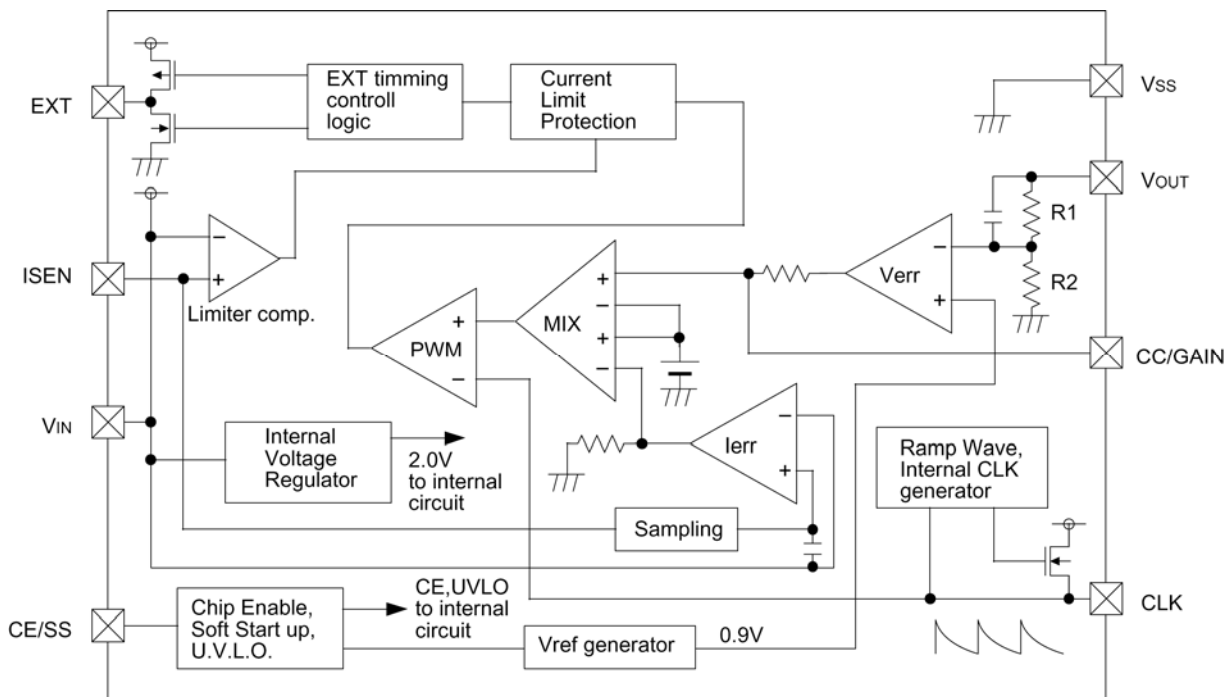 EXT
EXT timming
controll
logic
Current
Limit
Protection
VSS
VOUT
R1
R2
ISEN
−
+
Limiter comp.
−
+
Verr
+
−
+
−
MIX
+
−
PWM
CC/GAIN
VIN
Internal
Voltage
Regulator
2.0V
to internal
circuit
−
+
Ierr
Ramp Wave,
Internal CLK
generator
Sampling
CE/SS
Chip Enable,
Soft Start up,
U.V.L.O.
CE,UVLO
to internal
circuit
Vref generator
0.9V
CLK